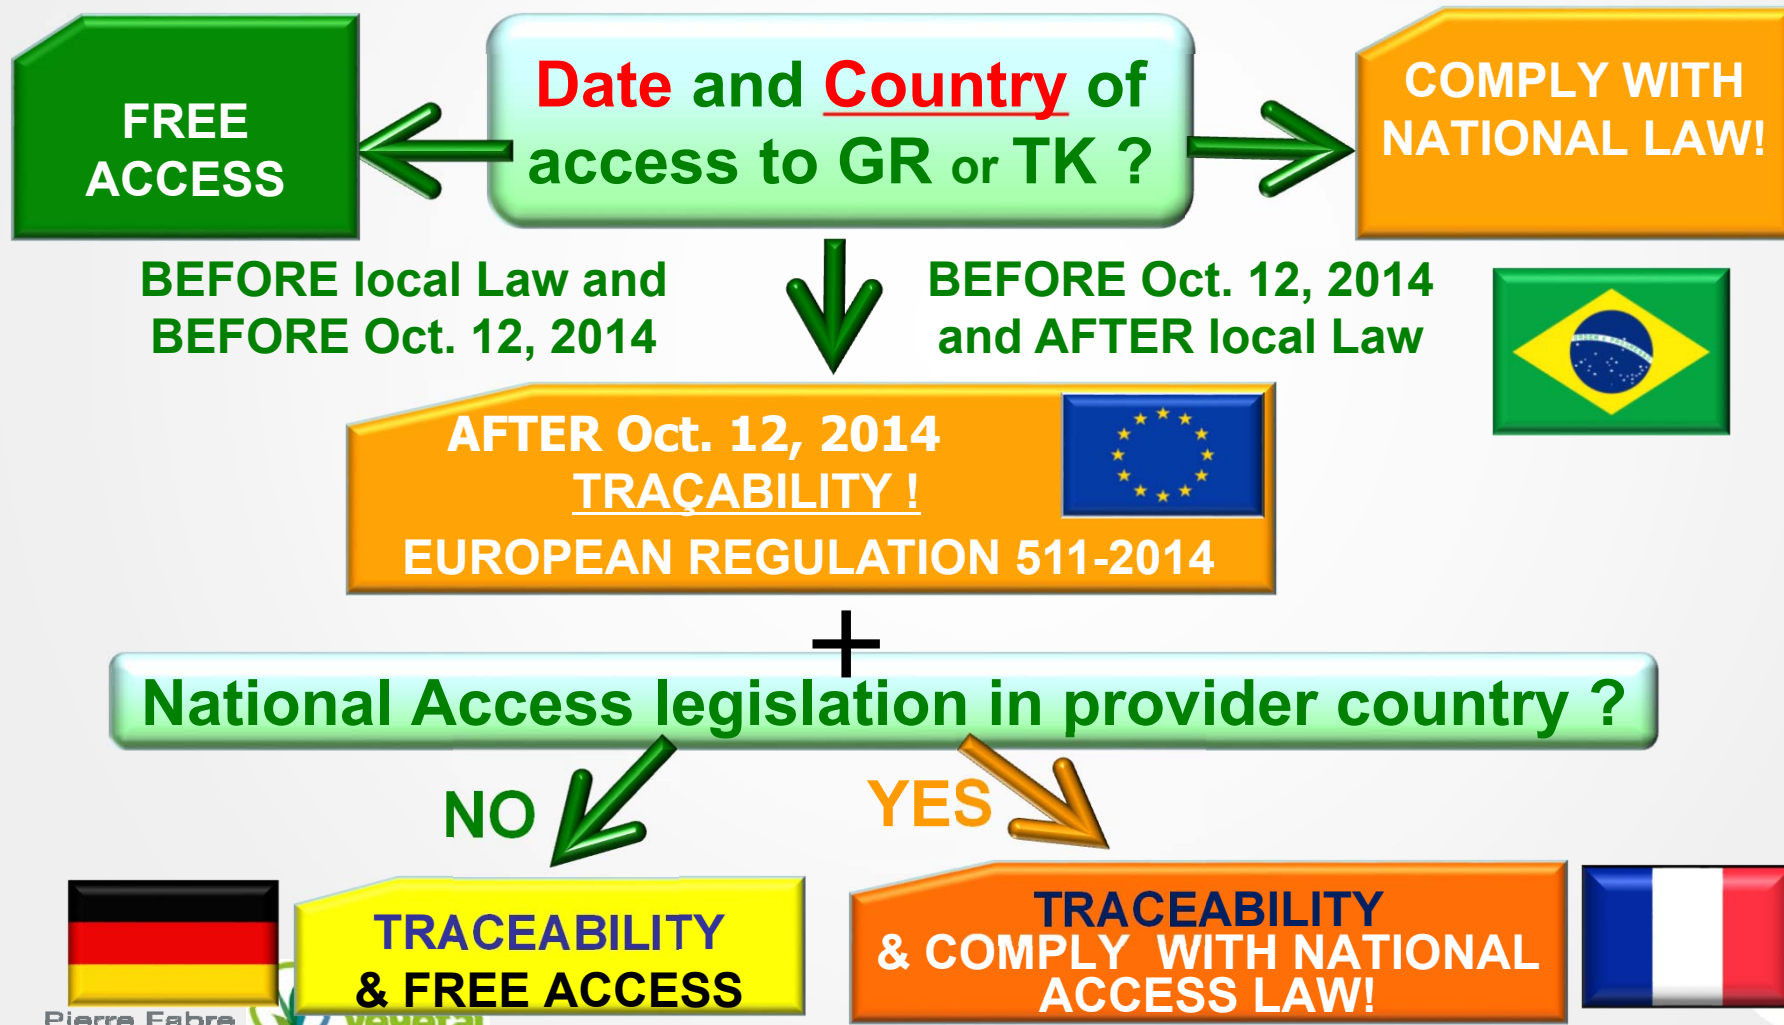 FREE
ACCESS
Date and Country of
access to GR or TK ?
COMPLY WITH
NATIONAL LAW!
BEFORE local Law and
BEFORE Oct. 12, 2014
BEFORE Oct. 12, 2014
and AFTER local Law
AFTER Oct. 12, 2014
TRAÇABILITY !
EUROPEAN REGULATION 511-2014
+
National Access legislation in provider country ?
NO
YES
TRACEABILITY
& FREE ACCESS
TRACEABILITY
& COMPLY WITH NATIONAL
ACCESS LAW!
Pierre Fabre
végétal